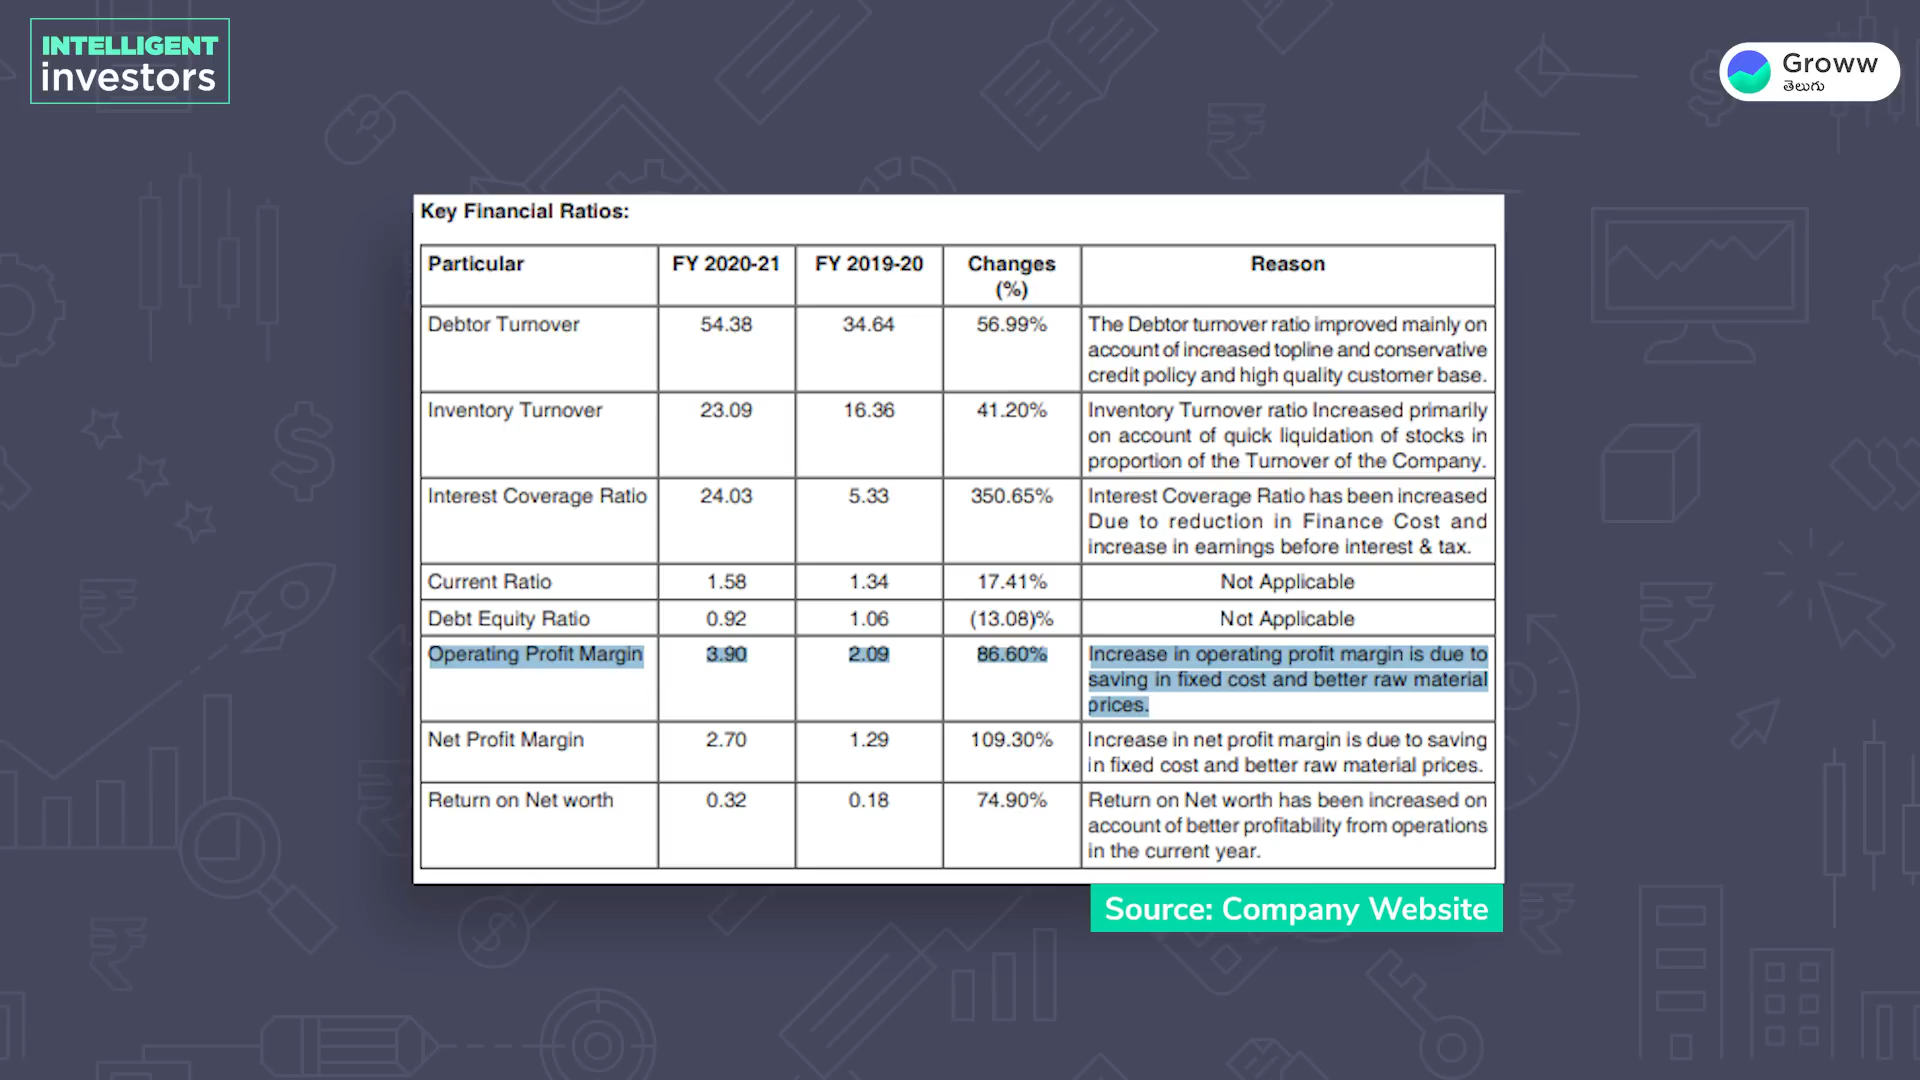 INTELLIGENT
investors
Groww
తెలుగు
Key Financial Ratios:
Particular FY 2020-21 FY 2019-20 Changes (%) Reason
Debtor Turnover 54.38 34.64 56.99% The Debtor turnover ratio improved mainly on
account of increased topline and conservative
credit policy and high quality customer base.
Inventory Turnover 23.09 16.36 41.20% Inventory Turnover ratio Increased primarily
on account of quick liquidation of stocks in
proportion of the Turnover of the Company.
Interest Coverage Ratio 24.03 5.33 350.65% Interest Coverage Ratio has been increased
Due to reduction in Finance Cost and
increase in earnings before interest & tax.
Current Ratio 1.58 1.34 17.41% Not Applicable
Debt Equity Ratio 0.92 1.06 (13.08)% Not Applicable
Operating Profit Margin 3.90 2.09 86.60% Increase in operating profit margin is due to
saving in fixed cost and better raw material
prices.
Net Profit Margin 2.70 1.29 109.30% Increase in net profit margin is due to saving
in fixed cost and better raw material prices.
Return on Net worth 0.32 0.18 74.90% Return on Net worth has been increased on
account of better profitability from operations
in the current year.
Source: Company Website